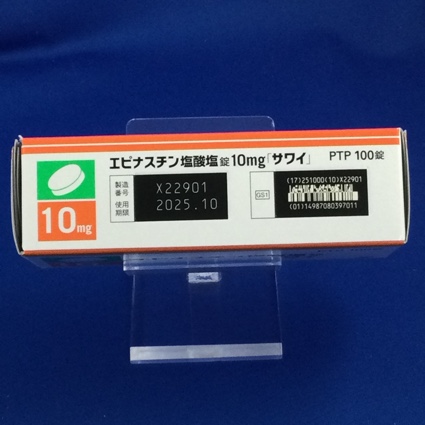 エピナスチン塩酸塩錠10mg「サワイ」 PTP 100錠
製造番号 X22901
使用期限 2025.10
10mg
GS1
(17)251000(10)X22901
(01)14987080397011